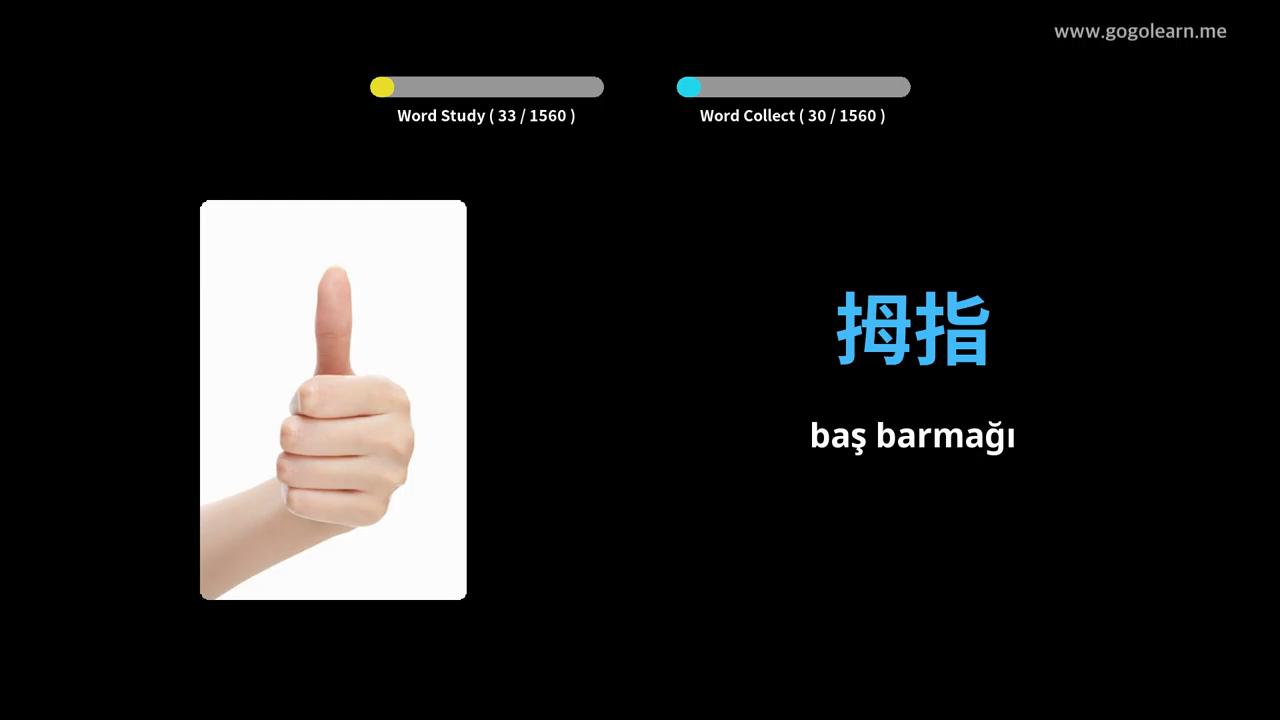 www.gogolearn.me
Word Study ( 33 / 1560 )
Word Collect ( 30 / 1560 )
拇指
baş barmağı